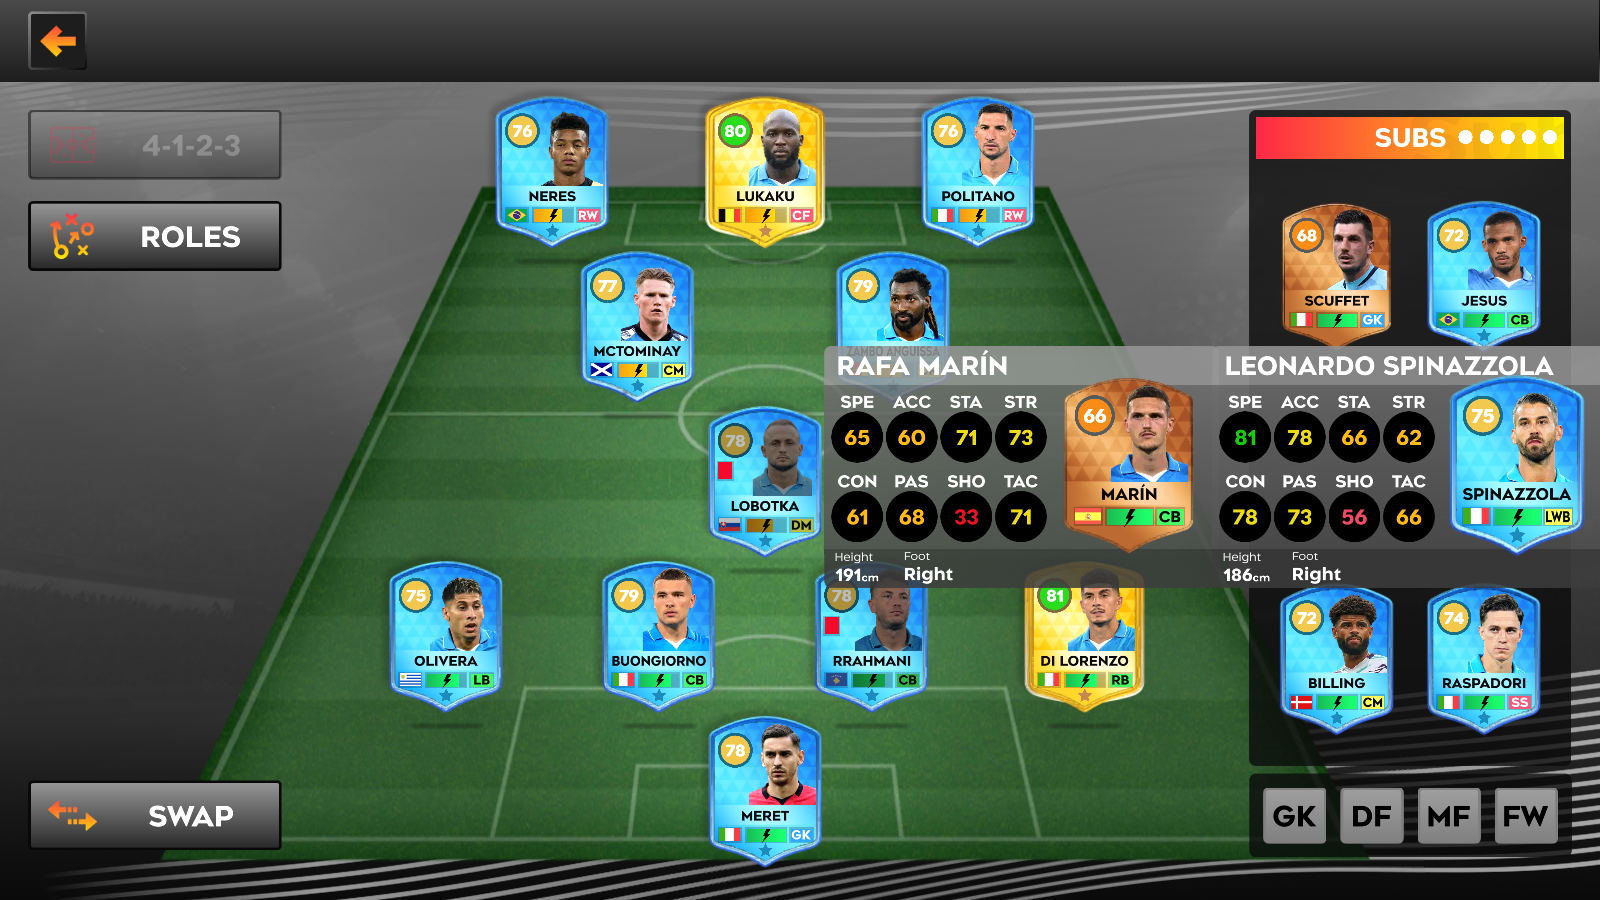 4-1-2-3
ROLES
SWAP
76
NERES
RW
80
LUKAKU
CF
76
POLITANO
RW
77
MCTOMINAY
CM
79
ZAMBO ANGUISSA
78
LOBOTKA
DM
75
OLIVERA
LB
79
BUONGIORNO
CB
78
RRAHMANI
CB
81
DI LORENZO
RB
78
MERET
GK
SUBS
68
SCUFFET
GK
72
JESUS
CB
RAFA MARÍN
SPE ACC STA STR
65 60 71 73
CON PAS SHO TAC
61 68 33 71
Height Foot
191cm Right
66
MARÍN
CB
LEONARDO SPINAZZOLA
SPE ACC STA STR
81 78 66 62
CON PAS SHO TAC
78 73 56 66
Height Foot
186cm Right
75
SPINAZZOLA
LWB
72
BILLING
CM
74
RASPADORI
SS
GK DF MF FW